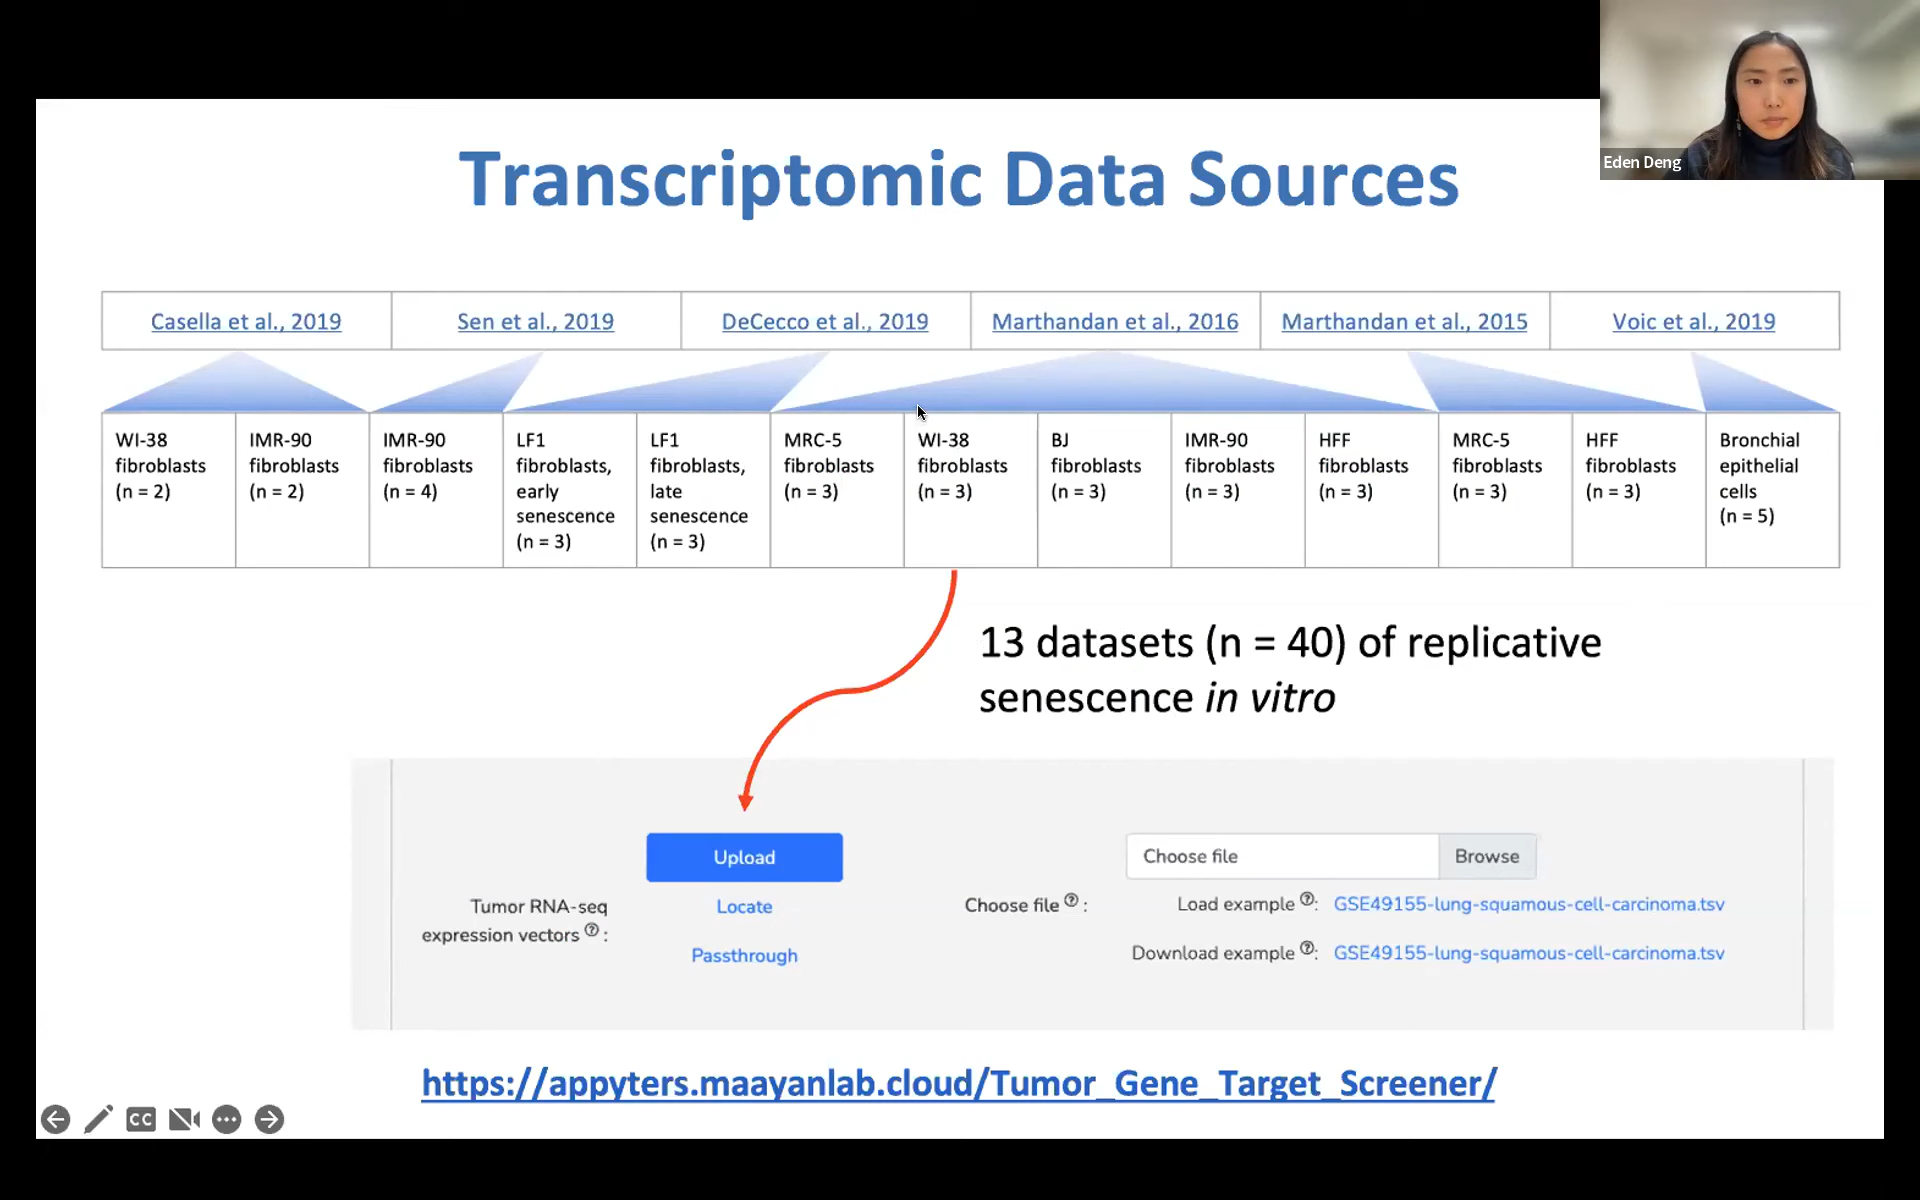 Eden Deng
Transcriptomic Data Sources
Casella et al., 2019
Sen et al., 2019
DeCecco et al., 2019
Marthandan et al., 2016
Marthandan et al., 2015
Voic et al., 2019
WI-38
fibroblasts
(n = 2)
IMR-90
fibroblasts
(n = 2)
IMR-90
fibroblasts
(n = 4)
LF1
fibroblasts,
early
senescence
(n = 3)
LF1
fibroblasts,
late
senescence
(n = 3)
MRC-5
fibroblasts
(n = 3)
WI-38
fibroblasts
(n = 3)
BJ
fibroblasts
(n = 3)
IMR-90
fibroblasts
(n = 3)
HFF
fibroblasts
(n = 3)
MRC-5
fibroblasts
(n = 3)
HFF
fibroblasts
(n = 3)
Bronchial
epithelial
cells
(n = 5)
13 datasets (n = 40) of replicative
senescence in vitro
Tumor RNA-seq
expression vectors ? :
Upload
Locate
Passthrough
Choose file ? :
Choose file
Browse
Load example ?: GSE49155-lung-squamous-cell-carcinoma.tsv
Download example ?: GSE49155-lung-squamous-cell-carcinoma.tsv
https://appyters.maayanlab.cloud/Tumor_Gene_Target_Screener/
CC